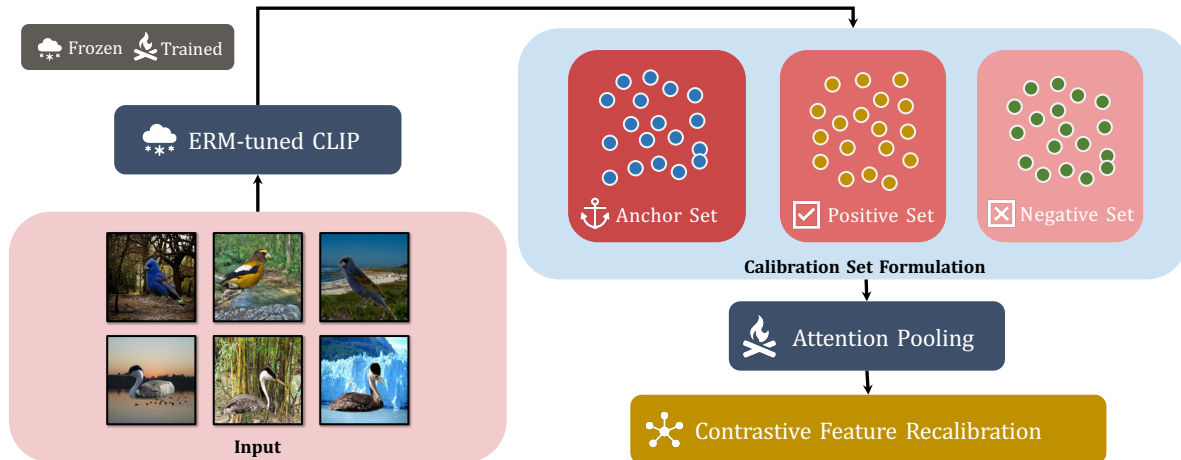 Frozen Trained
ERM-tuned CLIP
Input
Anchor Set
Positive Set
Negative Set
Calibration Set Formulation
Attention Pooling
Contrastive Feature Recalibration